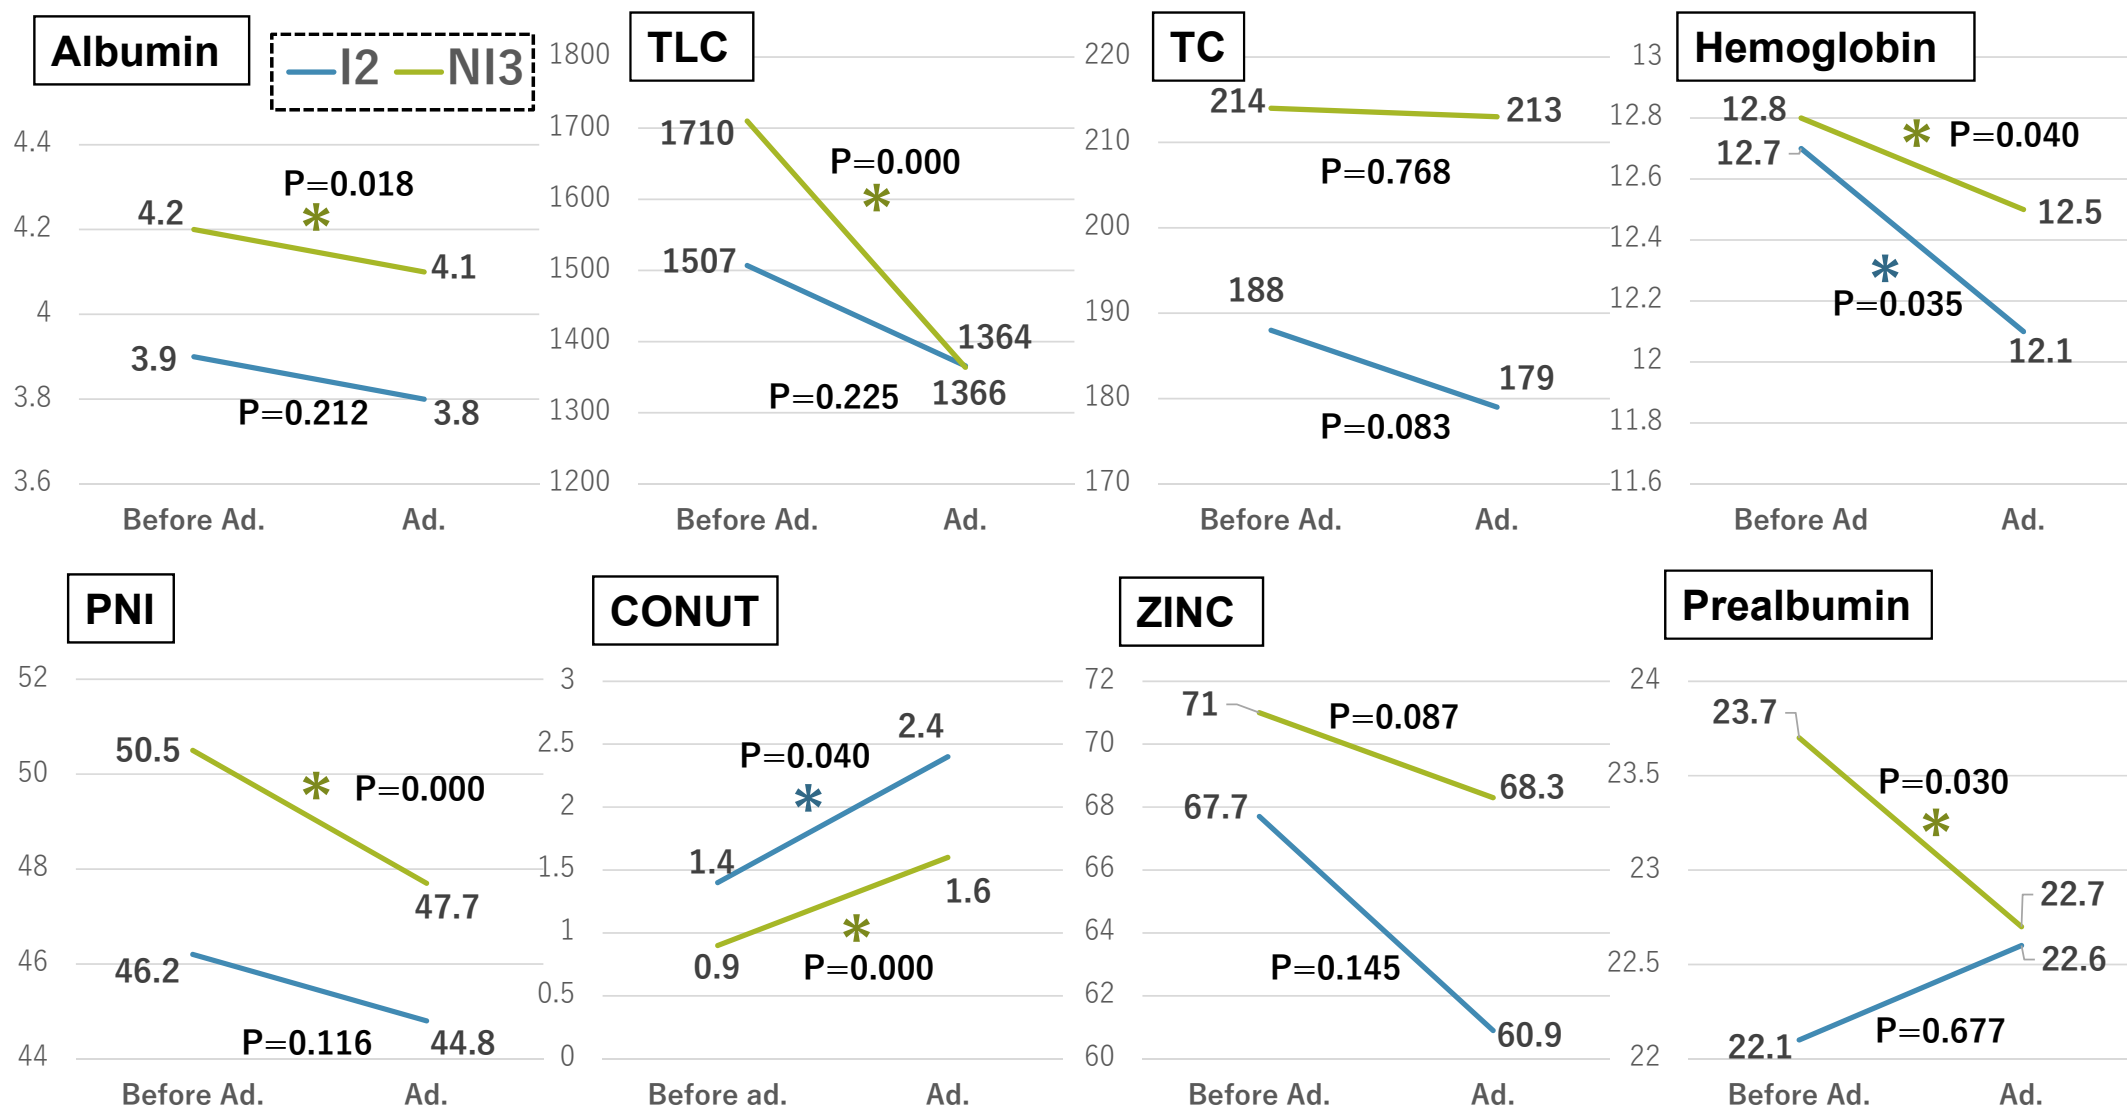 Albumin
I2 NI3
4.4
4.2
4
3.8
3.6
P=0.018
*
4.2
4.1
3.9
P=0.212
3.8
Before Ad. Ad.
TLC
1800
1700
1600
1500
1400
1300
1200
1710
P=0.000
*
1507
1364
P=0.225
1366
Before Ad. Ad.
TC
220
210
200
190
180
170
214
213
P=0.768
188
179
P=0.083
Before Ad. Ad.
Hemoglobin
13
12.8
12.6
12.4
12.2
12
11.8
11.6
12.8
* P=0.040
12.7
12.5
*
P=0.035
12.1
Before Ad Ad.
PNI
52
50
48
46
44
50.5
* P=0.000
47.7
46.2
P=0.116
44.8
Before Ad. Ad.
CONUT
3
2.5
2
1.5
1
0.5
0
2.4
P=0.040
*
1.4
1.6
*
0.9
P=0.000
Before ad. Ad.
ZINC
72
70
68
66
64
62
60
71
P=0.087
68.3
67.7
P=0.145
60.9
Before Ad. Ad.
Prealbumin
24
23.5
23
22.5
22
23.7
P=0.030
*
22.7
22.6
P=0.677
22.1
Before Ad. Ad.